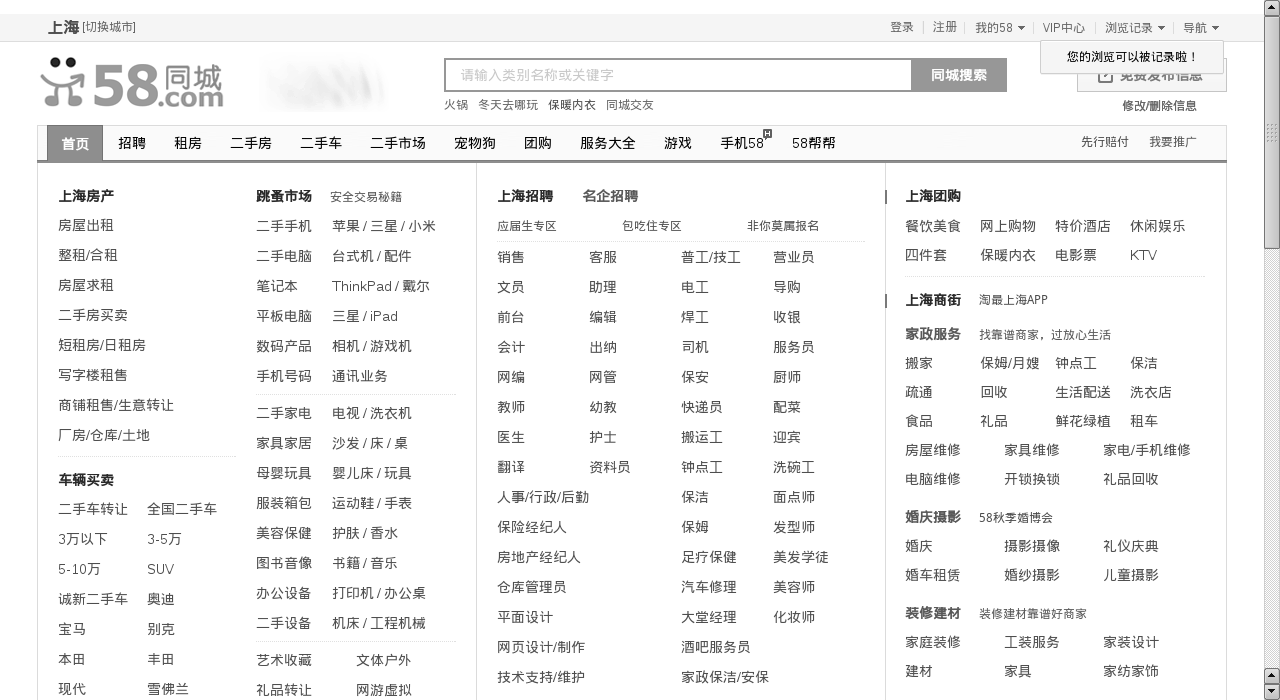 上海 [切换城市] 登录 注册 我的58 VIP中心 浏览记录 导航
您的浏览可以被记录啦！
58同城.com 请输入类别名称或关键字 同城搜索 免费发布信息
火锅 冬天去哪玩 保暖内衣 同城交友 修改/删除信息
首页 招聘 租房 二手房 二手车 二手市场 宠物狗 团购 服务大全 游戏 手机58 H 58帮帮 先行赔付 我要推广
上海房产
房屋出租
整租/合租
房屋求租
二手房买卖
短租房/日租房
写字楼租售
商铺租售/生意转让
厂房/仓库/土地
车辆买卖
二手车转让 全国二手车
3万以下 3-5万
5-10万 SUV
诚新二手车 奥迪
宝马 别克
本田 丰田
现代 雪佛兰
跳蚤市场 安全交易秘籍
二手手机 苹果 / 三星 / 小米
二手电脑 台式机 / 配件
笔记本 ThinkPad / 戴尔
平板电脑 三星 / iPad
数码产品 相机 / 游戏机
手机号码 通讯业务
二手家电 电视 / 洗衣机
家具家居 沙发 / 床 / 桌
母婴玩具 婴儿床 / 玩具
服装箱包 运动鞋 / 手表
美容保健 护肤 / 香水
图书音像 书籍 / 音乐
办公设备 打印机 / 办公桌
二手设备 机床 / 工程机械
艺术收藏 文体户外
礼品转让 网游虚拟
上海招聘 名企招聘
应届生专区 包吃住专区 非你莫属报名
销售 客服 普工/技工 营业员
文员 助理 电工 导购
前台 编辑 焊工 收银
会计 出纳 司机 服务员
网编 网管 保安 厨师
教师 幼教 快递员 配菜
医生 护士 搬运工 迎宾
翻译 资料员 钟点工 洗碗工
人事/行政/后勤 保洁 面点师
保险经纪人 保姆 发型师
房地产经纪人 足疗保健 美发学徒
仓库管理员 汽车修理 美容师
平面设计 大堂经理 化妆师
网页设计/制作 酒吧服务员
技术支持/维护 家政保洁/安保
上海团购
餐饮美食 网上购物 特价酒店 休闲娱乐
四件套 保暖内衣 电影票 KTV
上海商街 淘最上海APP
家政服务 找靠谱商家，过放心生活
搬家 保姆/月嫂 钟点工 保洁
疏通 回收 生活配送 洗衣店
食品 礼品 鲜花绿植 租车
房屋维修 家具维修 家电/手机维修
电脑维修 开锁换锁 礼品回收
婚庆摄影 58秋季婚博会
婚庆 摄影摄像 礼仪庆典
婚车租赁 婚纱摄影 儿童摄影
装修建材 装修建材靠谱好商家
家庭装修 工装服务 家装设计
建材 家具 家纺家饰